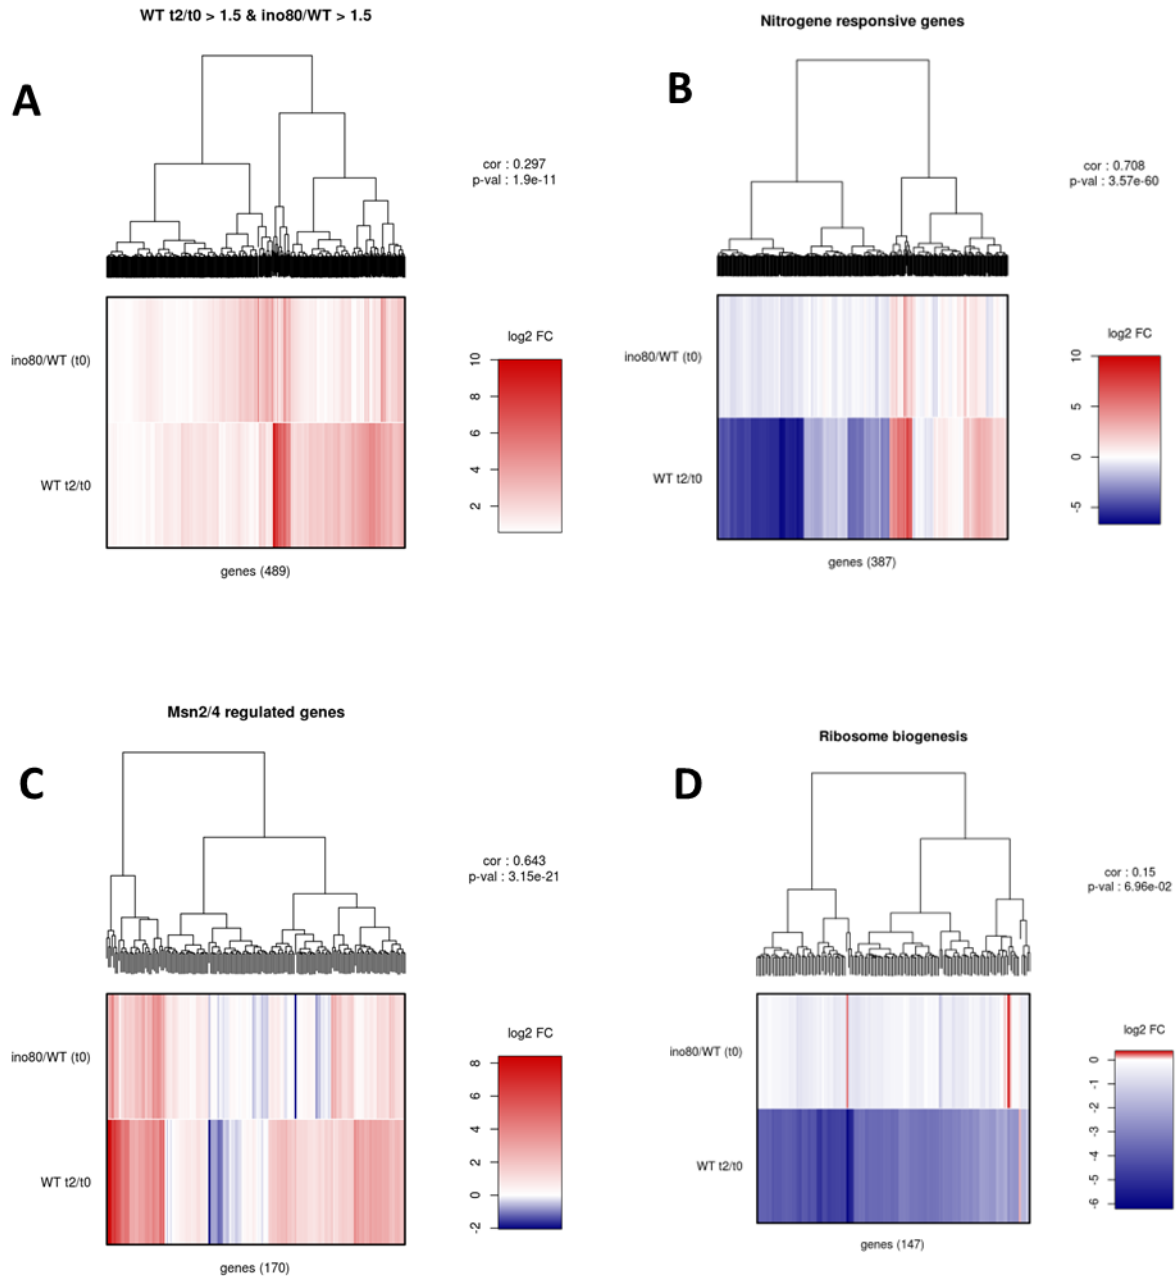 WT t2/t0 > 1.5 & ino80/WT > 1.5
A
cor : 0.297
p-val : 1.9e-11
ino80/WT (t0)
WT t2/t0
genes (489)
log2 FC
10
8
6
4
2
Nitrogene responsive genes
B
cor : 0.708
p-val : 3.57e-60
ino80/WT (t0)
WT t2/t0
genes (387)
log2 FC
10
5
0
-5
Msn2/4 regulated genes
C
cor : 0.643
p-val : 3.15e-21
ino80/WT (t0)
WT t2/t0
genes (170)
log2 FC
8
6
4
2
0
-2
Ribosome biogenesis
D
cor : 0.15
p-val : 6.96e-02
ino80/WT (t0)
WT t2/t0
genes (147)
log2 FC
0
-1
-2
-3
-4
-5
-6